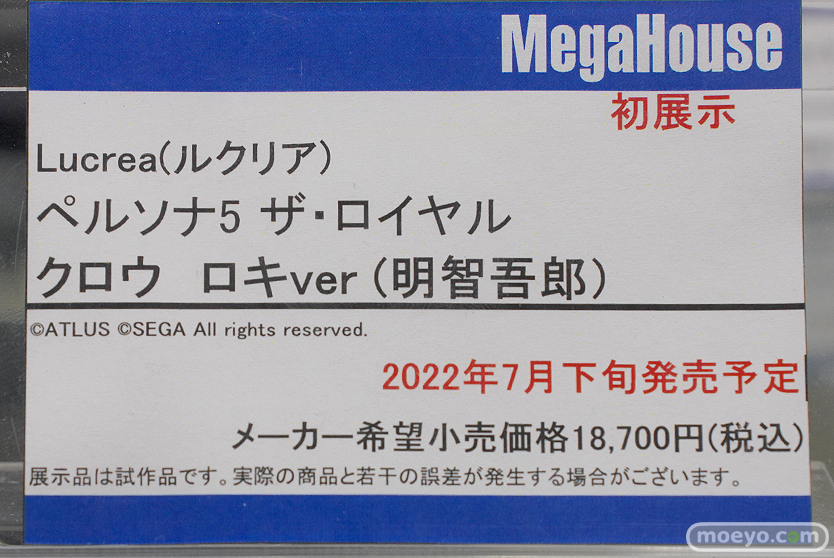 MegaHouse
初展示
Lucrea(ルクリア)
ペルソナ5 ザ・ロイヤル
クロウ　ロキver (明智吾郎)
©ATLUS ©SEGA All rights reserved.
2022年7月下旬発売予定
メーカー希望小売価格18,700円(税込)
展示品は試作品です。実際の商品と若干の誤差が発生する場合がございます。
moeyo.com